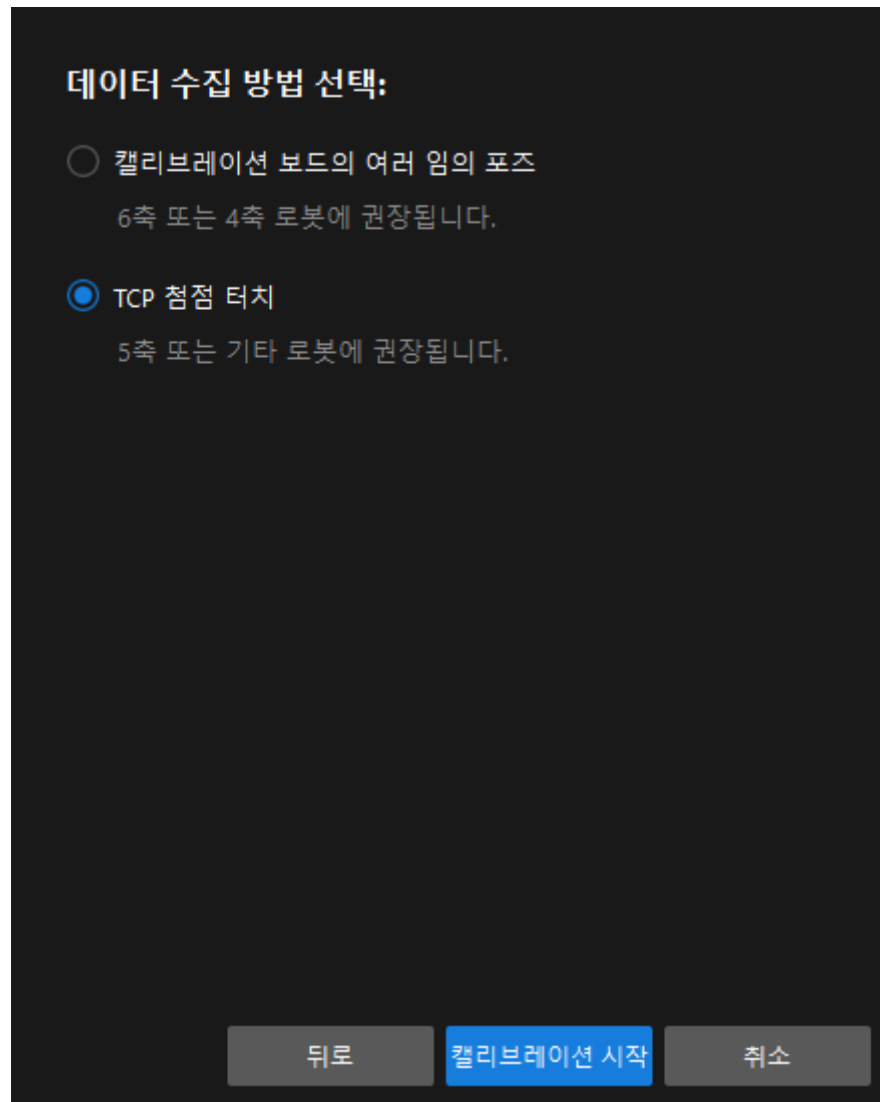 데이터 수집 방법 선택:
캘리브레이션 보드의 여러 임의 포즈
6축 또는 4축 로봇에 권장됩니다.
TCP 첨점 터치
5축 또는 기타 로봇에 권장됩니다.
뒤로
캘리브레이션 시작
취소